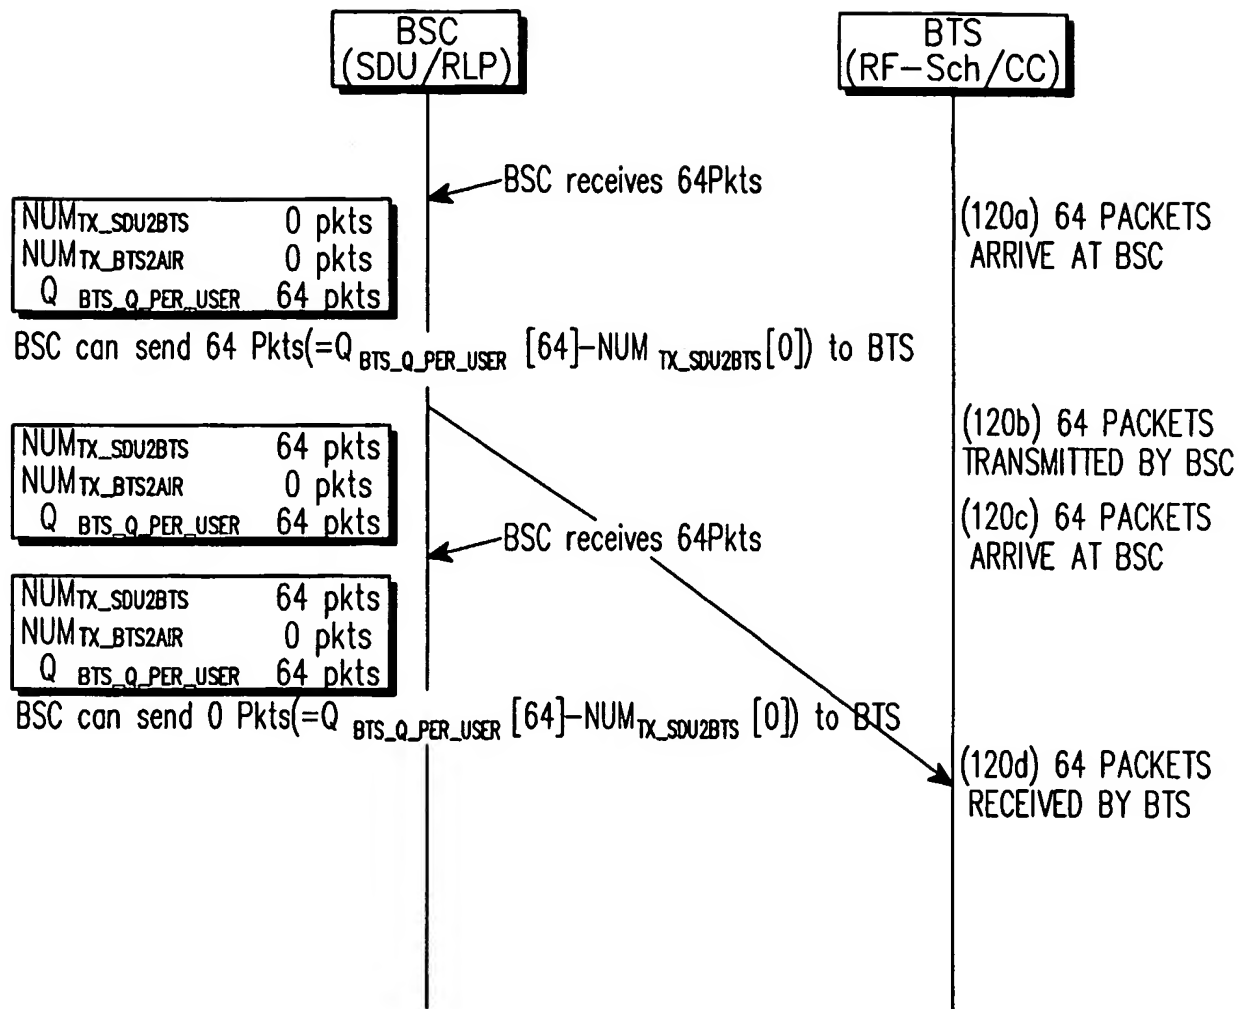 BSC
(SDU/RLP)
BTS
(RF-Sch/CC)
BSC receives 64Pkts
NUMTX_SDU2BTS 0 pkts
NUMTX_BTS2AIR 0 pkts
Q BTS_Q_PER_USER 64 pkts
(120a) 64 PACKETS
ARRIVE AT BSC
BSC can send 64 Pkts(=Q BTS_Q_PER_USER [64]-NUM TX_SDU2BTS[0]) to BTS
NUMTX_SDU2BTS 64 pkts
NUMTX_BTS2AIR 0 pkts
Q BTS_Q_PER_USER 64 pkts
(120b) 64 PACKETS
TRANSMITTED BY BSC
(120c) 64 PACKETS
ARRIVE AT BSC
BSC receives 64Pkts
NUMTX_SDU2BTS 64 pkts
NUMTX_BTS2AIR 0 pkts
Q BTS_Q_PER_USER 64 pkts
BSC can send 0 Pkts(=Q BTS_Q_PER_USER [64]-NUMTX_SDU2BTS [0]) to BTS
(120d) 64 PACKETS
RECEIVED BY BTS